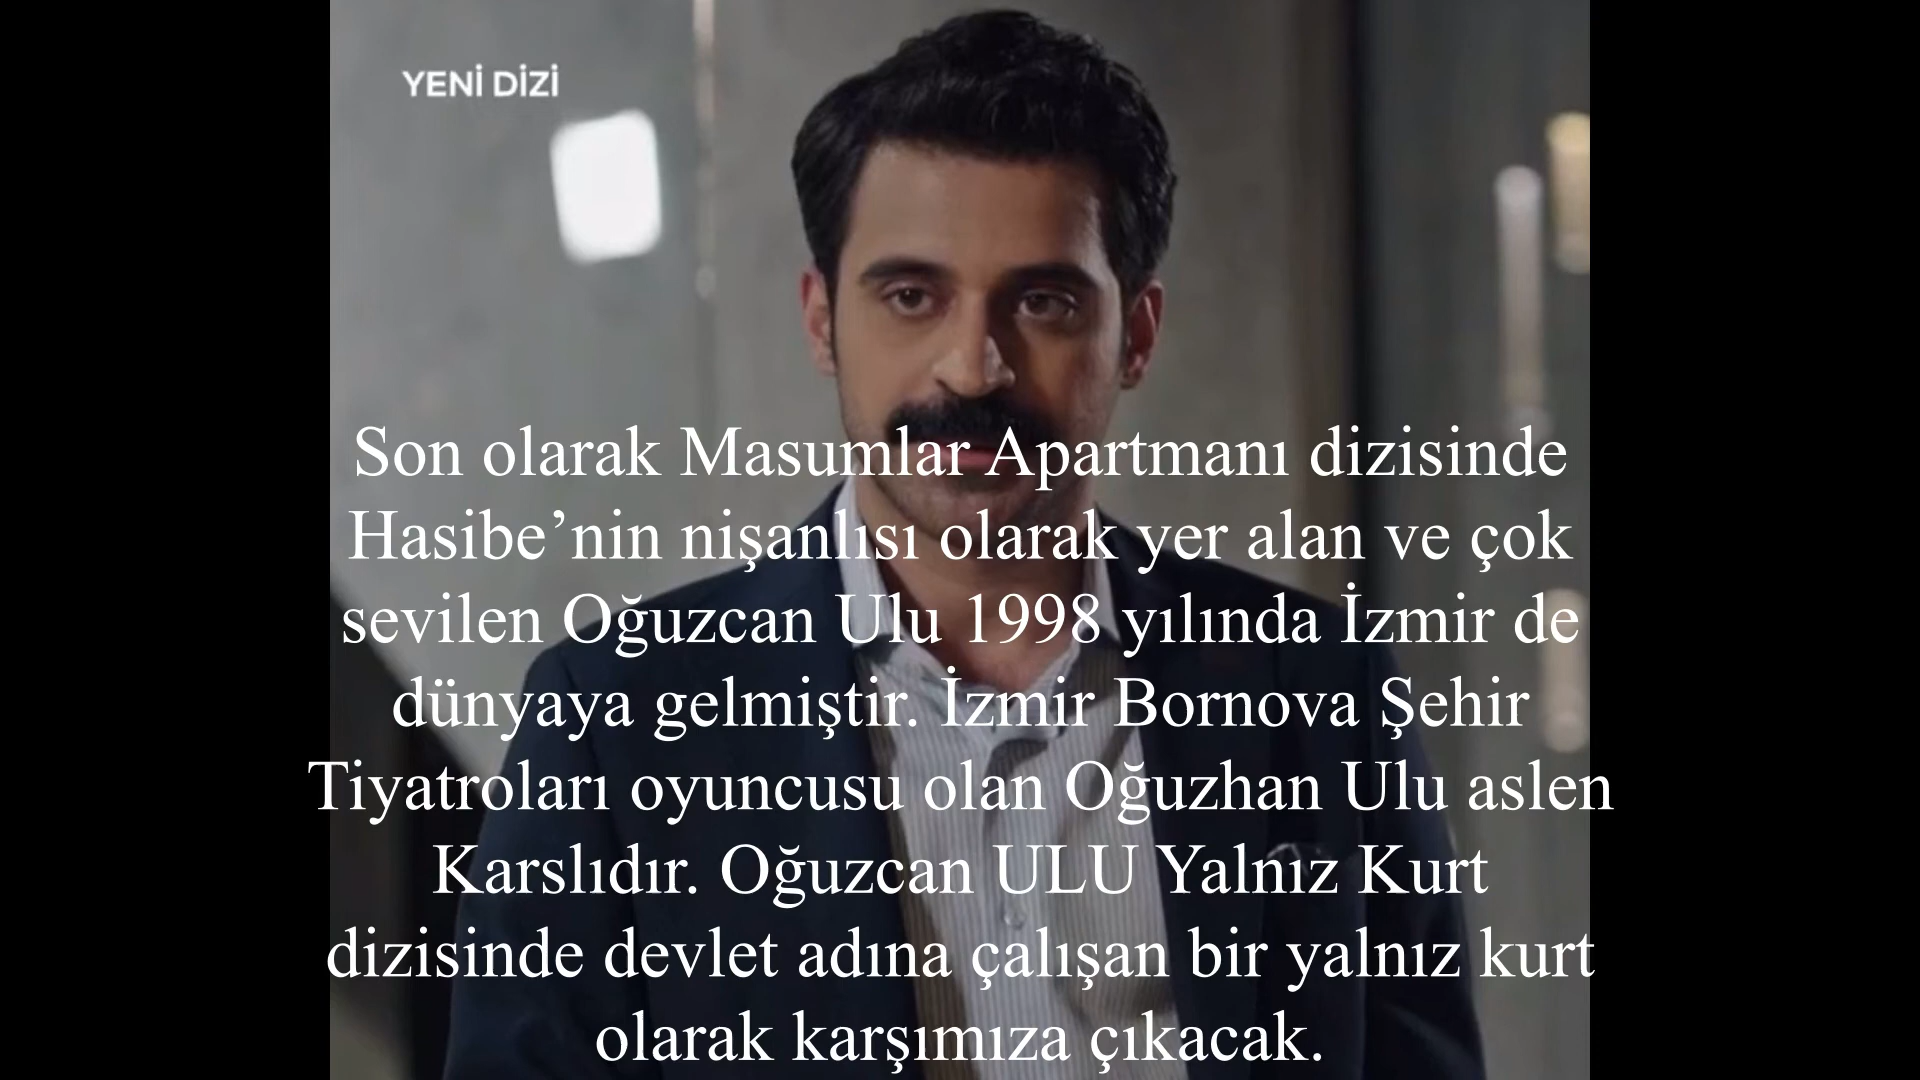 YENİ DİZİ
Son olarak Masumlar Apartmanı dizisinde
Hasibe’nin nişanlısı olarak yer alan ve çok
sevilen Oğuzcan Ulu 1998 yılında İzmir de
dünyaya gelmiştir. İzmir Bornova Şehir
Tiyatroları oyuncusu olan Oğuzhan Ulu aslen
Karslıdır. Oğuzcan ULU Yalnız Kurt
dizisinde devlet adına çalışan bir yalnız kurt
olarak karşımıza çıkacak.